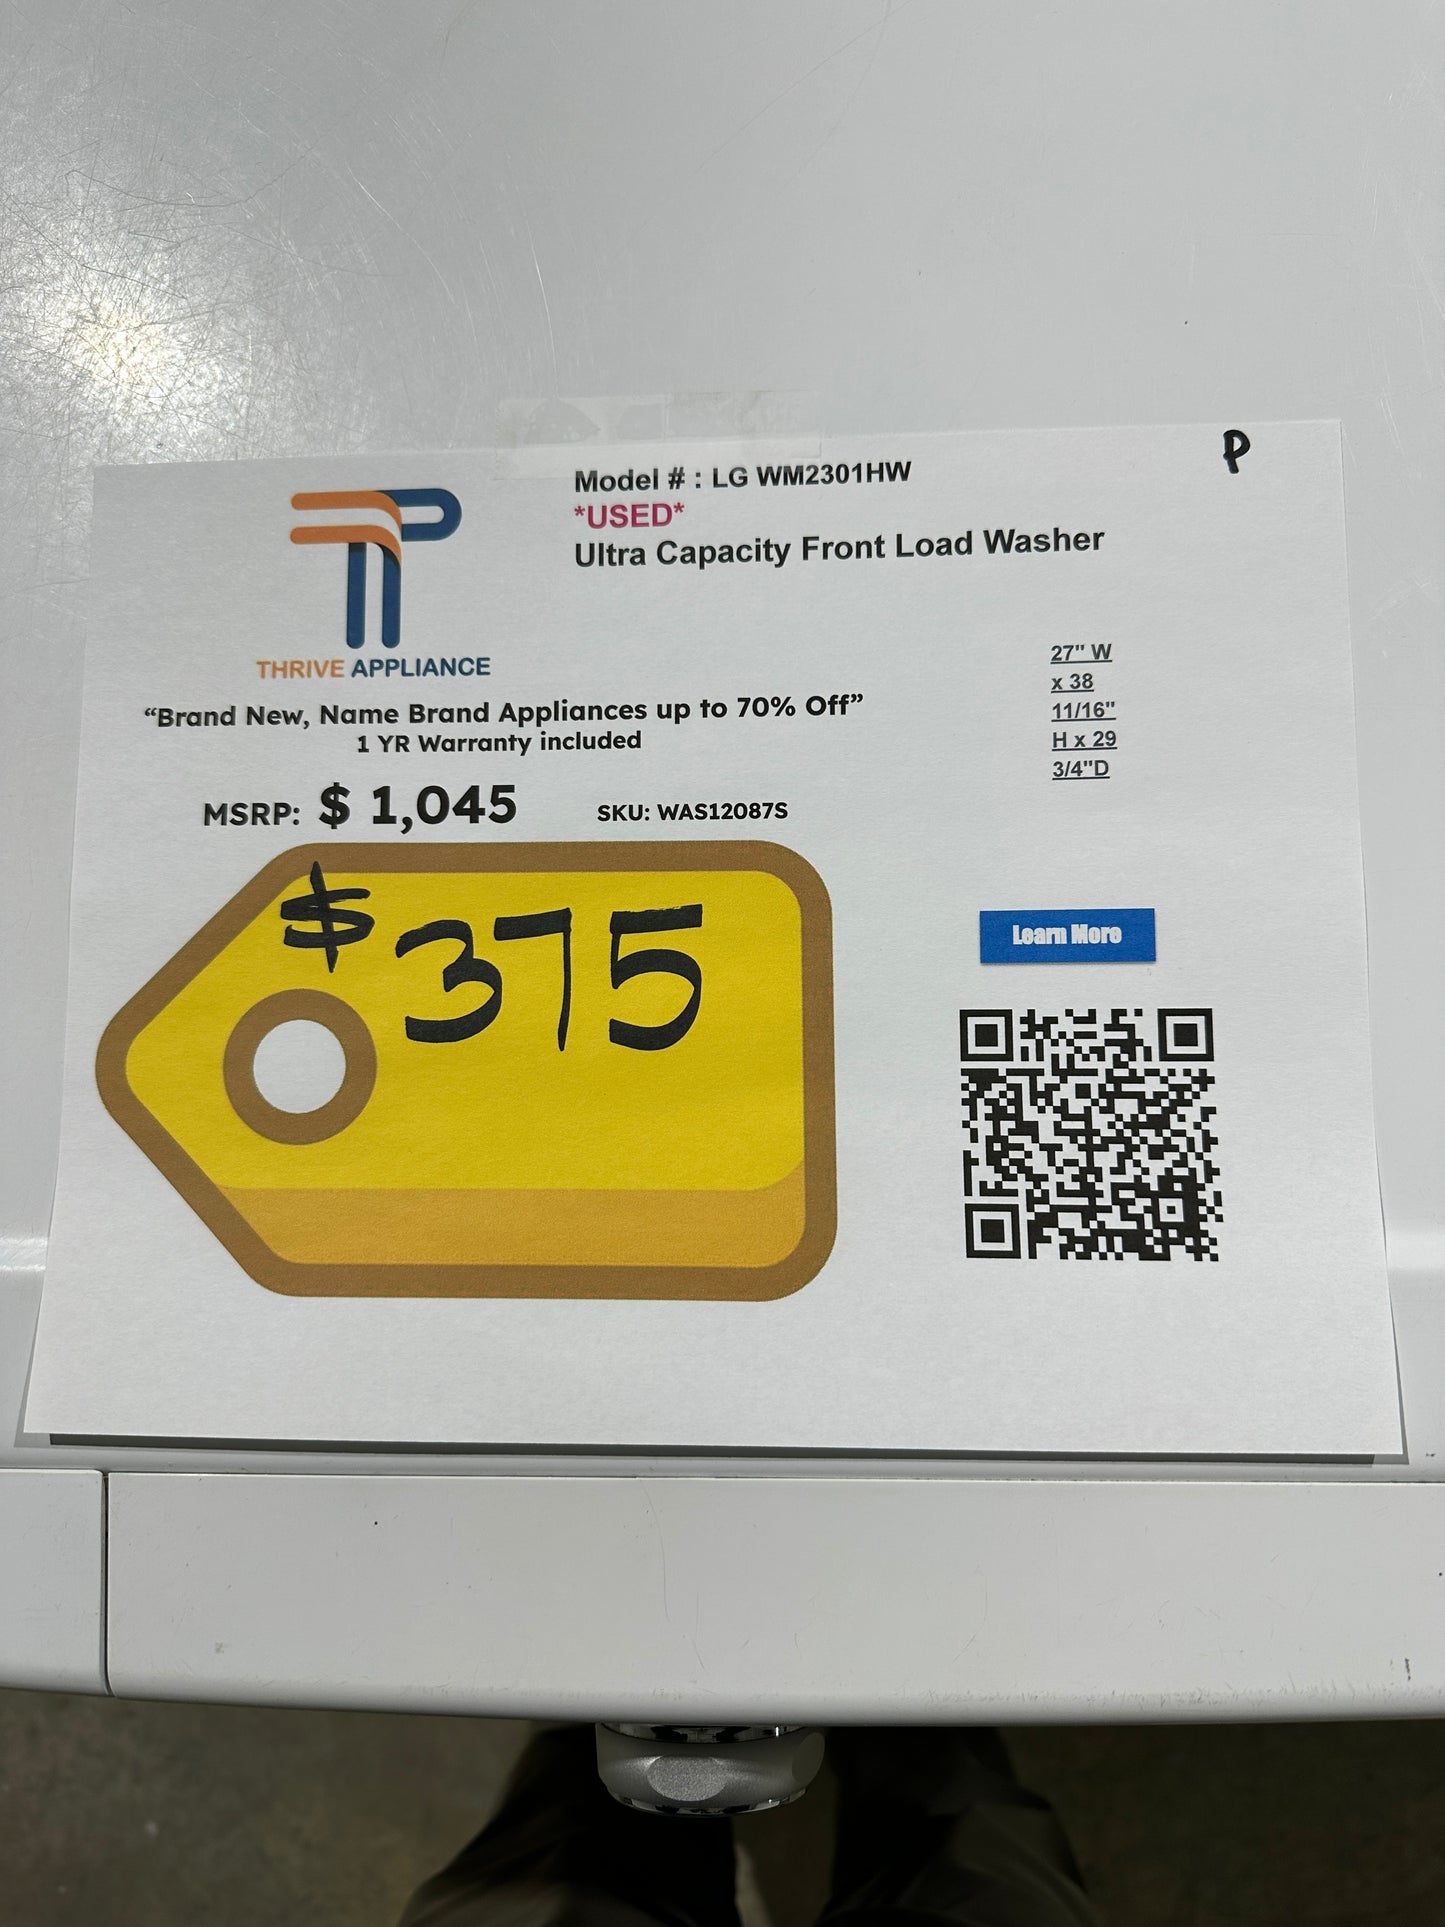 P
Model # : LG WM2301HW
*USED*
Ultra Capacity Front Load Washer
THRIVE APPLIANCE
“Brand New, Name Brand Appliances up to 70% Off”
1 YR Warranty included
27" W
x 38
11/16"
H x 29
3/4"D
MSRP: $ 1,045
SKU: WAS12087S
$375
Learn More